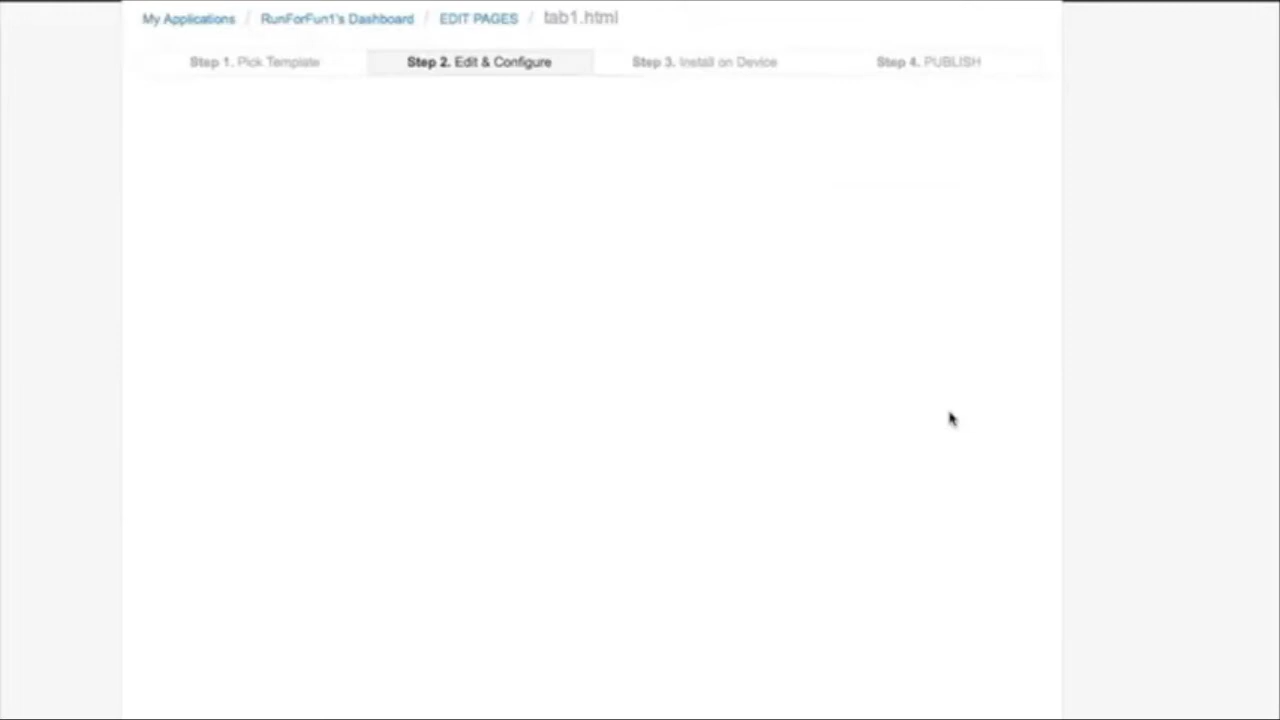 My Applications / RunForFun1's Dashboard / EDIT PAGES / tab1.html
Step 1. Pick Template Step 2. Edit & Configure Step 3. Install on Device Step 4. PUBLISH